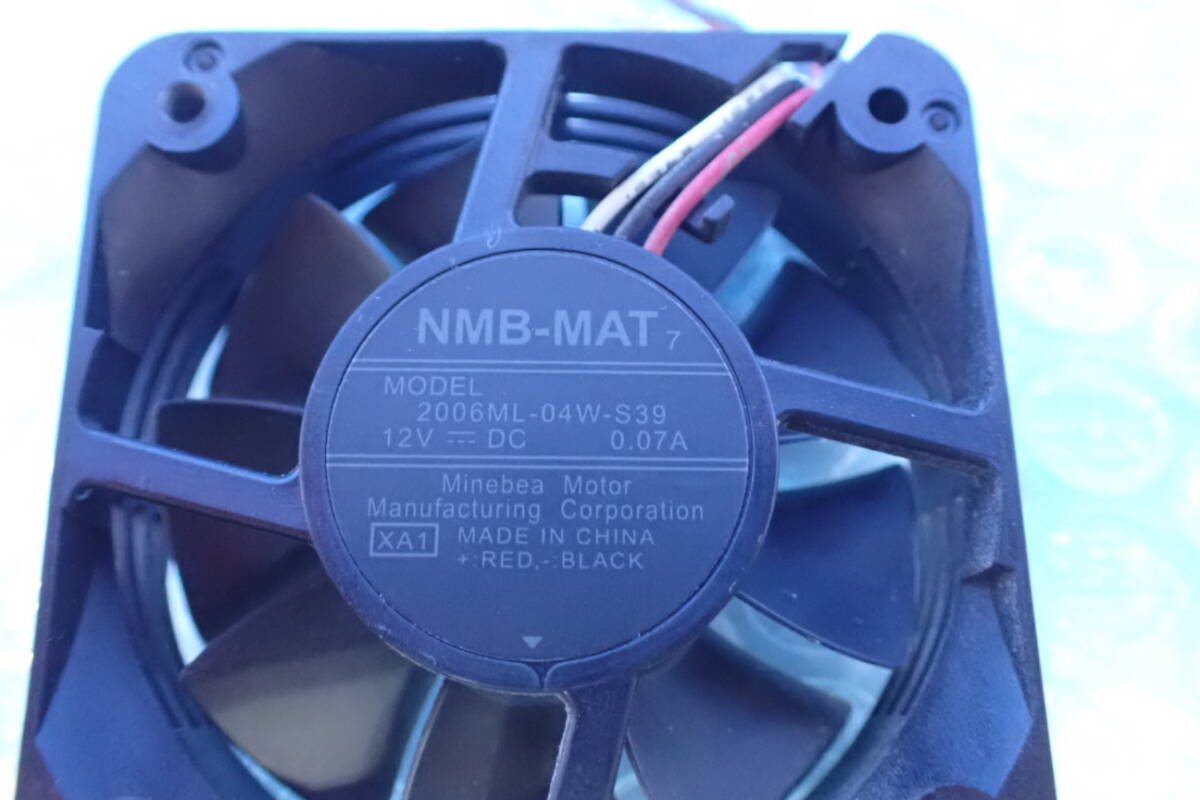 NMB-MAT 7
MODEL
2006ML-04W-S39
12V ⎓ DC 0.07A
Minebea Motor
Manufacturing Corporation
XA1 MADE IN CHINA
+:RED,-:BLACK